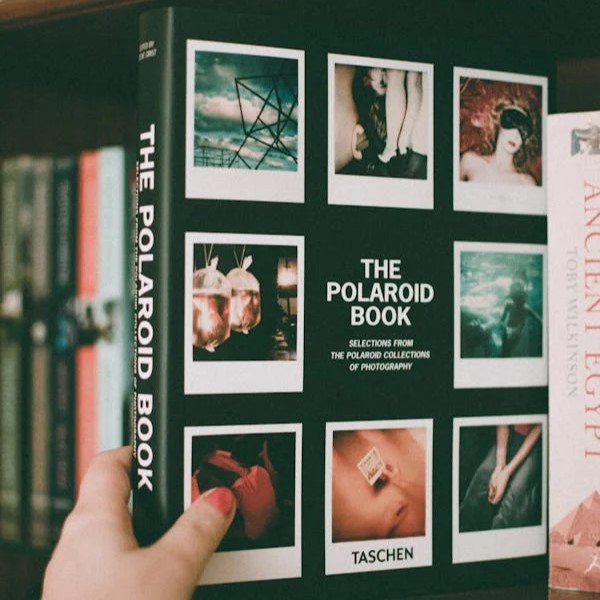 THE POLAROID BOOK
THE
POLAROID
BOOK
SELECTIONS FROM
THE POLAROID COLLECTIONS
OF PHOTOGRAPHY
TASCHEN
ANCIENT EGYPT
TOBY WILKINSON